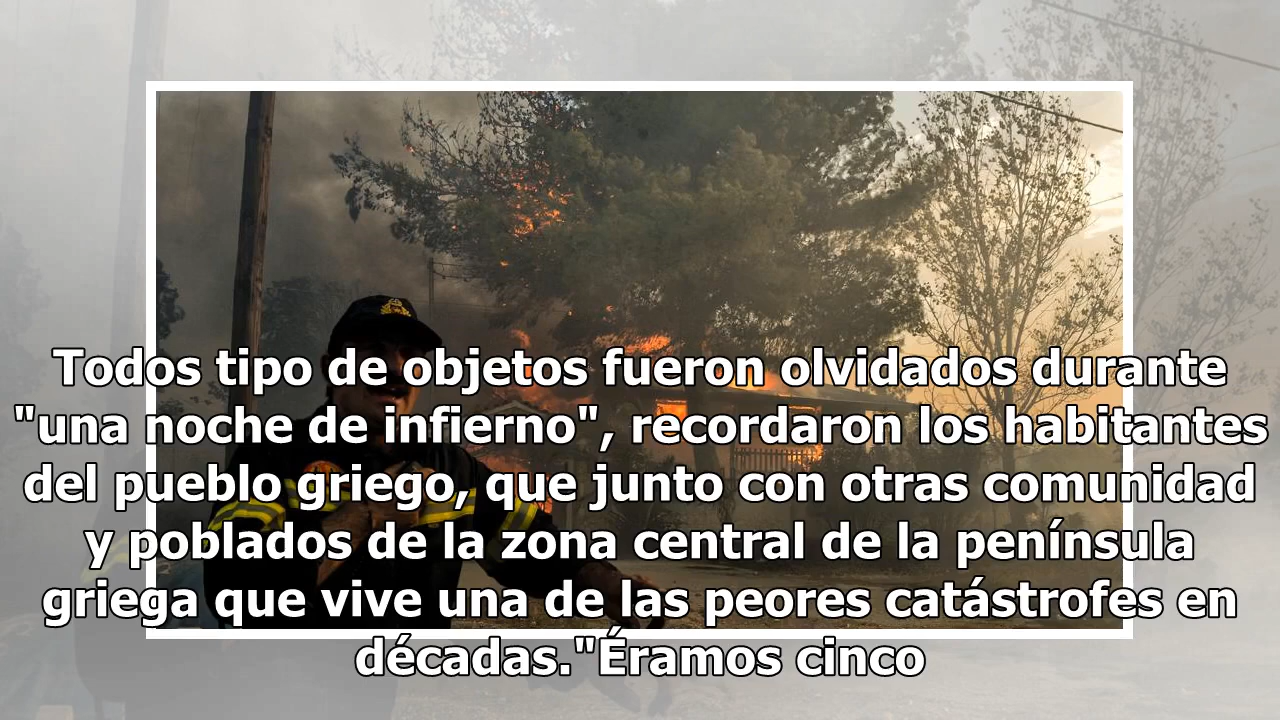 Todos tipo de objetos fueron olvidados durante
"una noche de infierno", recordaron los habitantes
del pueblo griego, que junto con otras comunidad
y poblados de la zona central de la península
griega que vive una de las peores catástrofes en
décadas."Éramos cinco